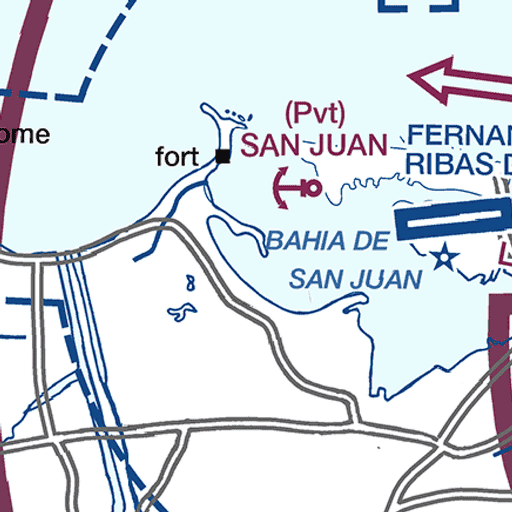 (Pvt)
SAN JUAN
FERNAN
RIBAS D
ome
fort
BAHIA DE
SAN JUAN